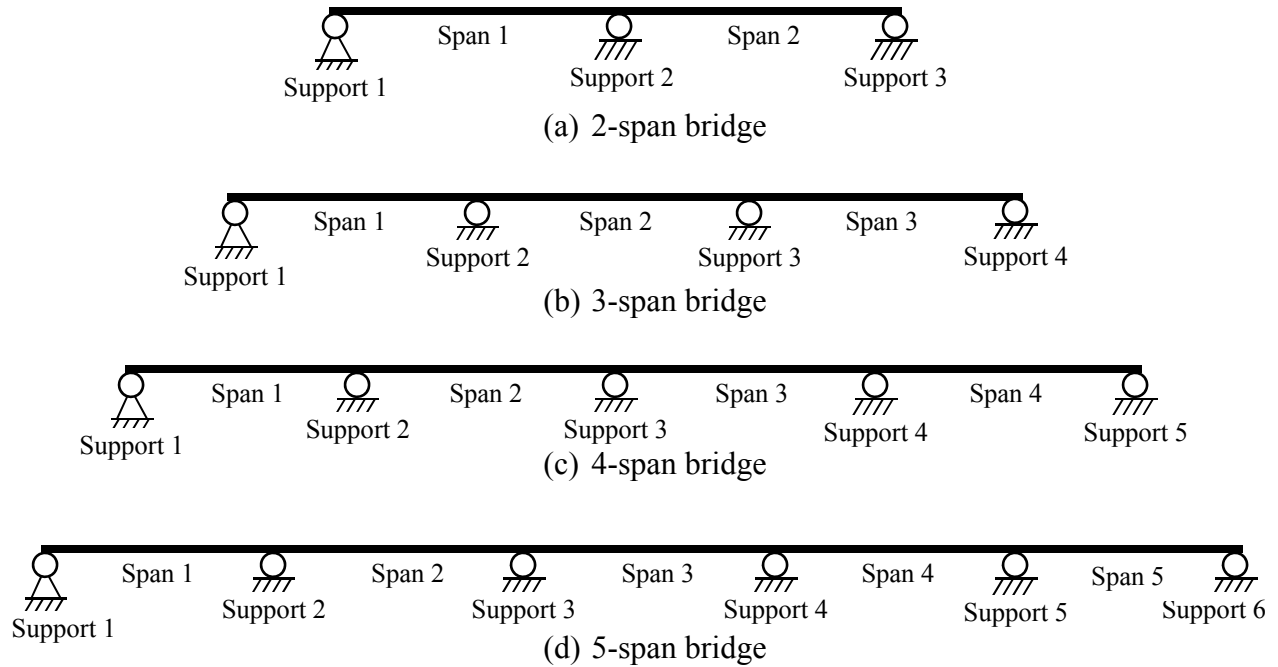 Span 1 Span 2
Support 1 Support 2 Support 3
(a) 2-span bridge
Span 1 Span 2 Span 3
Support 1 Support 2 Support 3 Support 4
(b) 3-span bridge
Span 1 Span 2 Span 3 Span 4
Support 1 Support 2 Support 3 Support 4 Support 5
(c) 4-span bridge
Span 1 Span 2 Span 3 Span 4 Span 5
Support 1 Support 2 Support 3 Support 4 Support 5 Support 6
(d) 5-span bridge